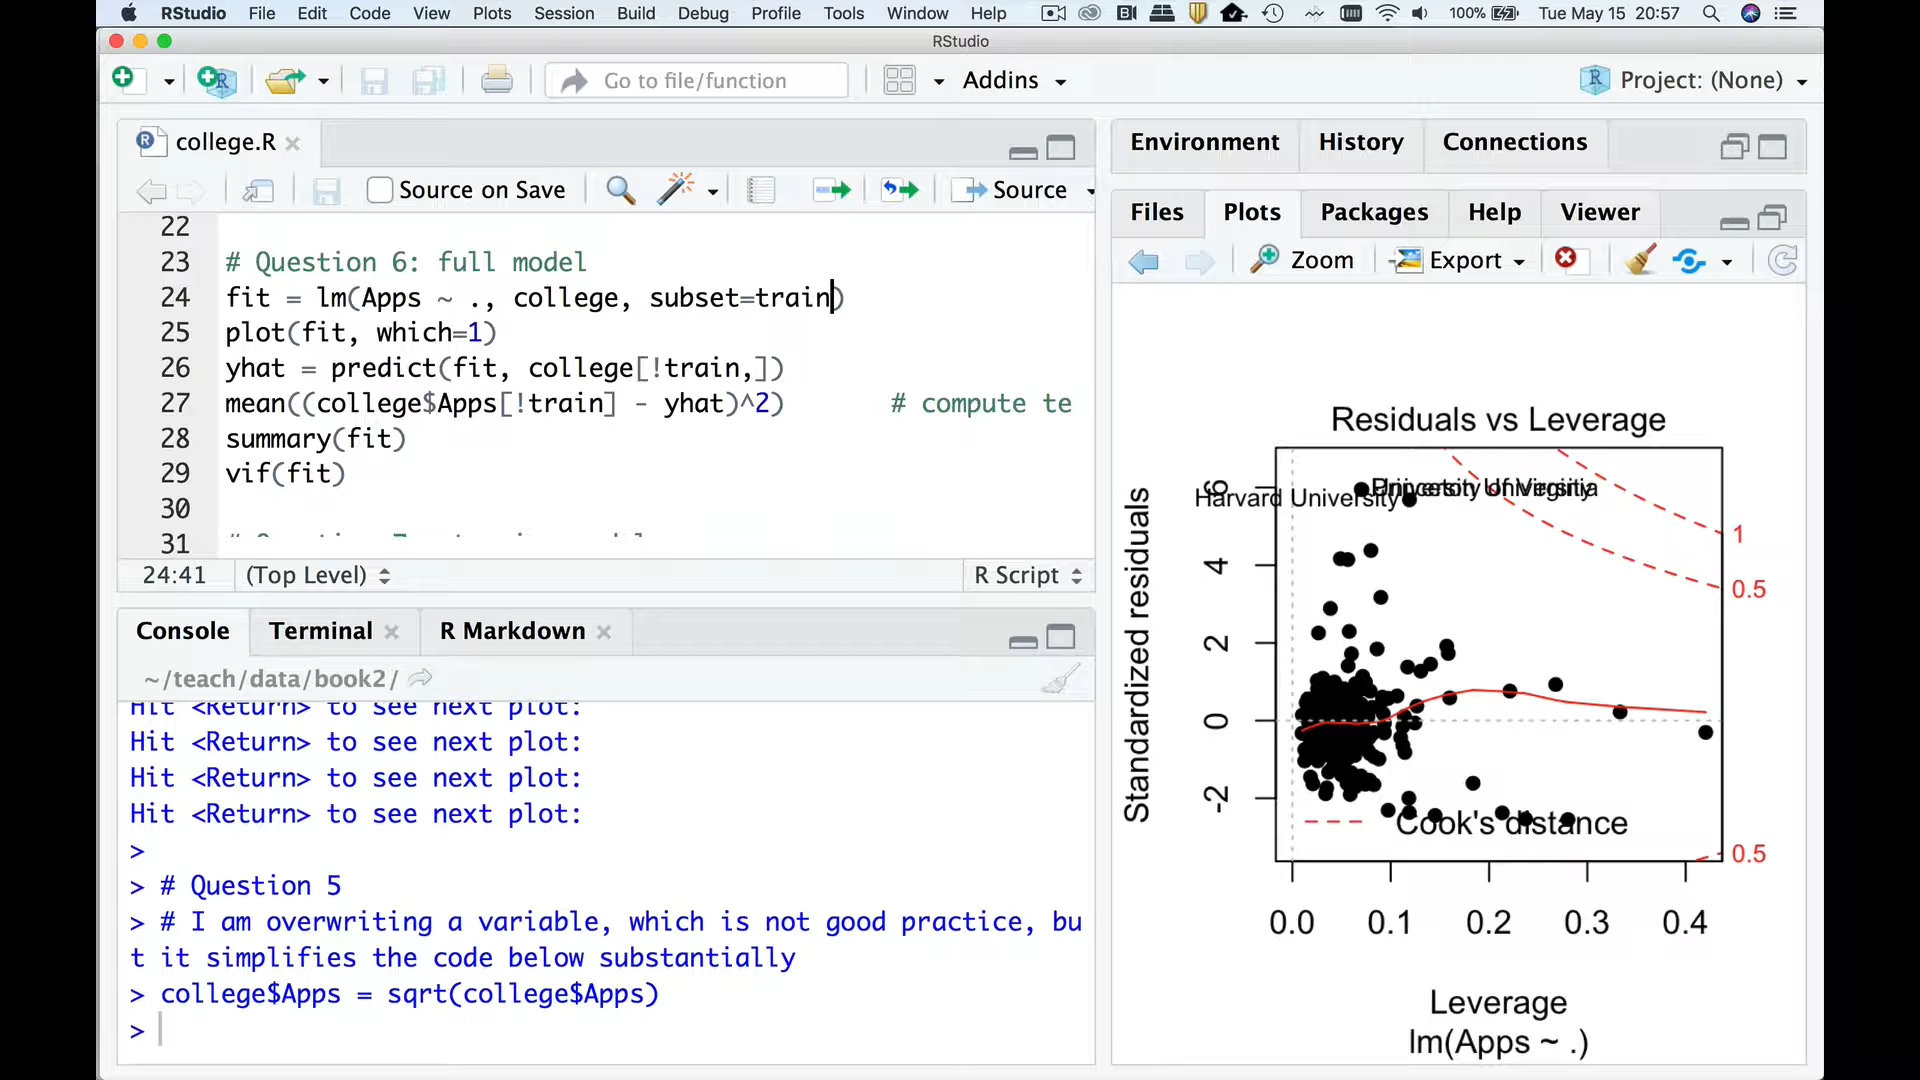 RStudio File Edit Code View Plots Session Build Debug Profile Tools Window Help 100% Tue May 15 20:57
RStudio
Go to file/function Addins Project: (None)
college.R
Source on Save Source
22
23 # Question 6: full model
24 fit = lm(Apps ~ ., college, subset=train)
25 plot(fit, which=1)
26 yhat = predict(fit, college[!train,])
27 mean((college$Apps[!train] - yhat)^2) # compute te
28 summary(fit)
29 vif(fit)
30
31
24:41 (Top Level) R Script
Console Terminal R Markdown
~/teach/data/book2/
Hit <Return> to see next plot:
Hit <Return> to see next plot:
Hit <Return> to see next plot:
Hit <Return> to see next plot:
>
> # Question 5
> # I am overwriting a variable, which is not good practice, bu
t it simplifies the code below substantially
> college$Apps = sqrt(college$Apps)
>
Environment History Connections
Files Plots Packages Help Viewer
Zoom Export
Residuals vs Leverage
Harvard University
Standardized residuals
6
4
2
0
-2
1
0.5
0.5
Cook's distance
0.0 0.1 0.2 0.3 0.4
Leverage
lm(Apps ~ .)